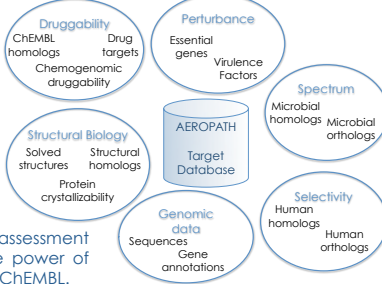 Druggability
ChEMBL homologs
Drug targets
Chemogenomic druggability
Perturbance
Essential genes
Virulence Factors
Spectrum
Microbial homologs
Microbial orthologs
AEROPATH
Target Database
Structural Biology
Solved structures
Structural homologs
Protein crystallizability
Selectivity
Human homologs
Human orthologs
Genomic data
Sequences
Gene annotations
assessment
e power of
ChEMBL.